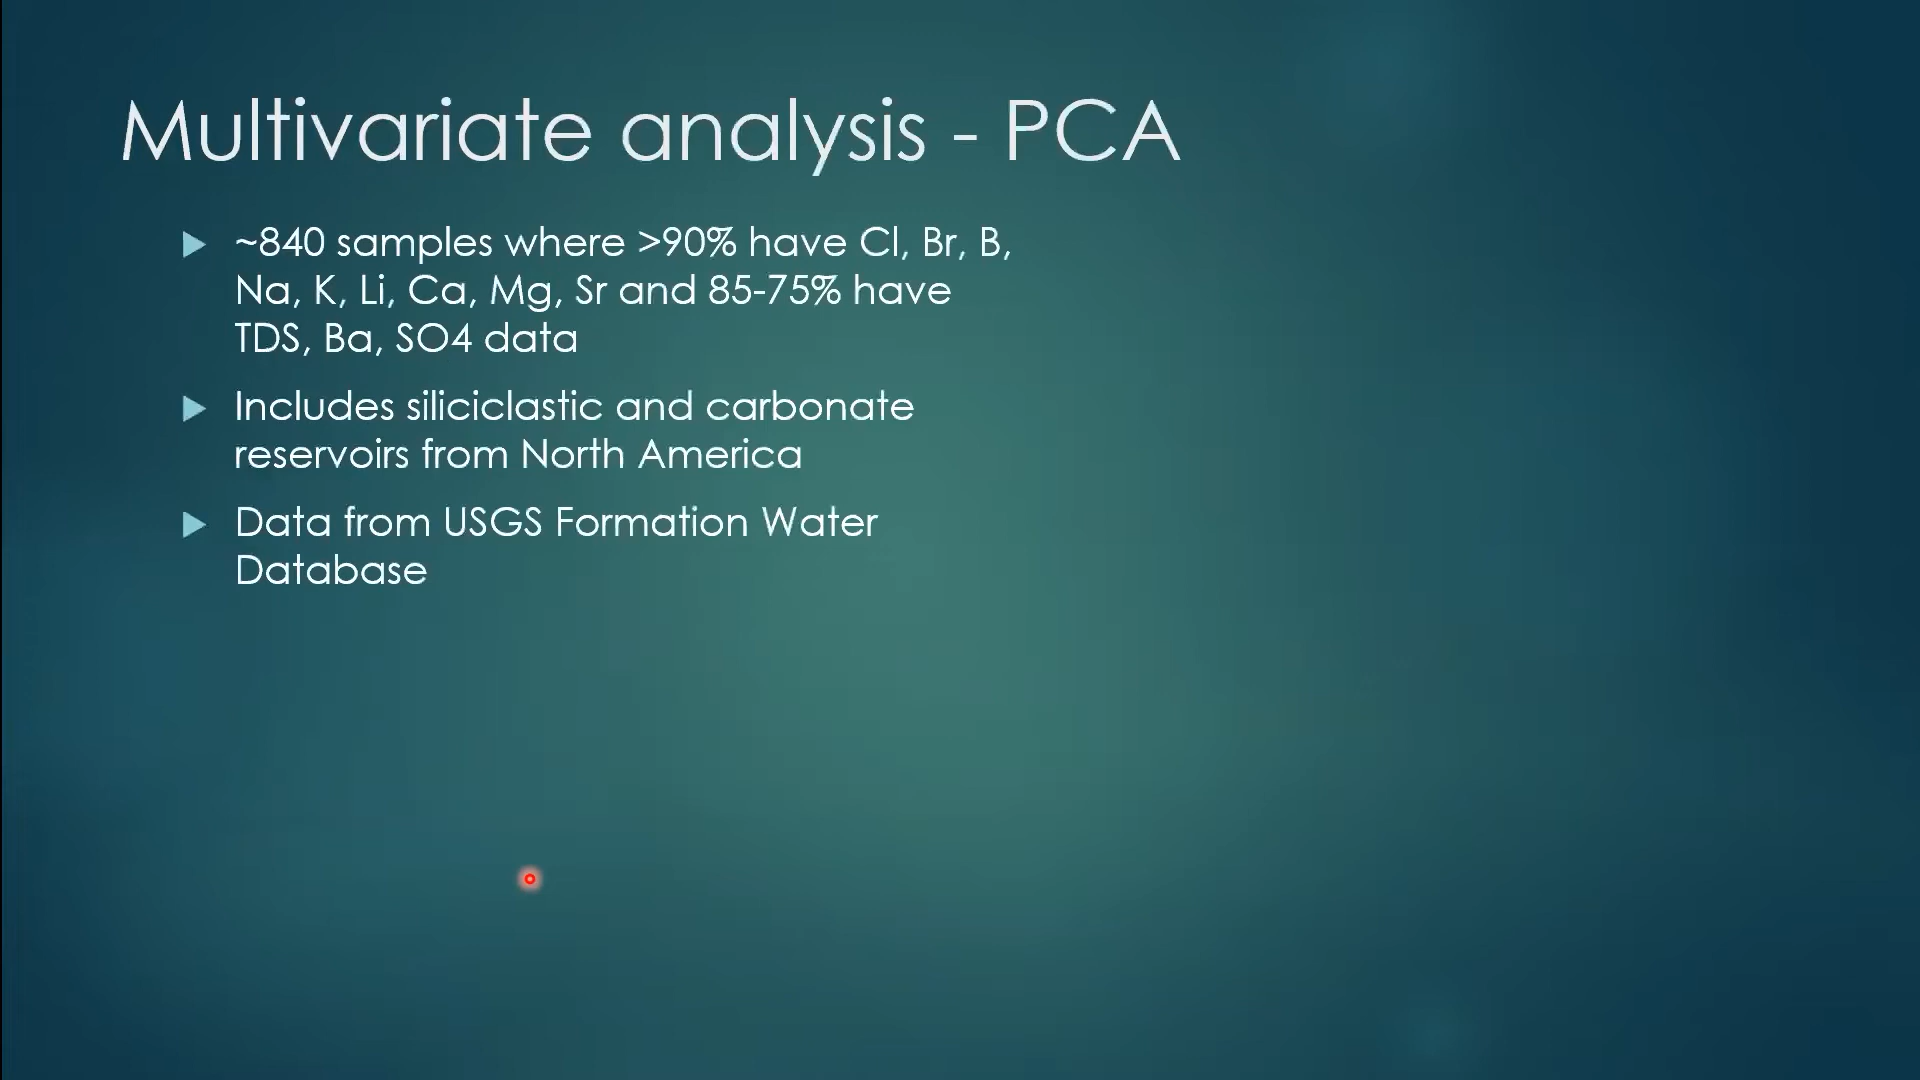 Multivariate analysis - PCA
~840 samples where >90% have Cl, Br, B,
Na, K, Li, Ca, Mg, Sr and 85-75% have
TDS, Ba, SO4 data
Includes siliciclastic and carbonate
reservoirs from North America
Data from USGS Formation Water
Database